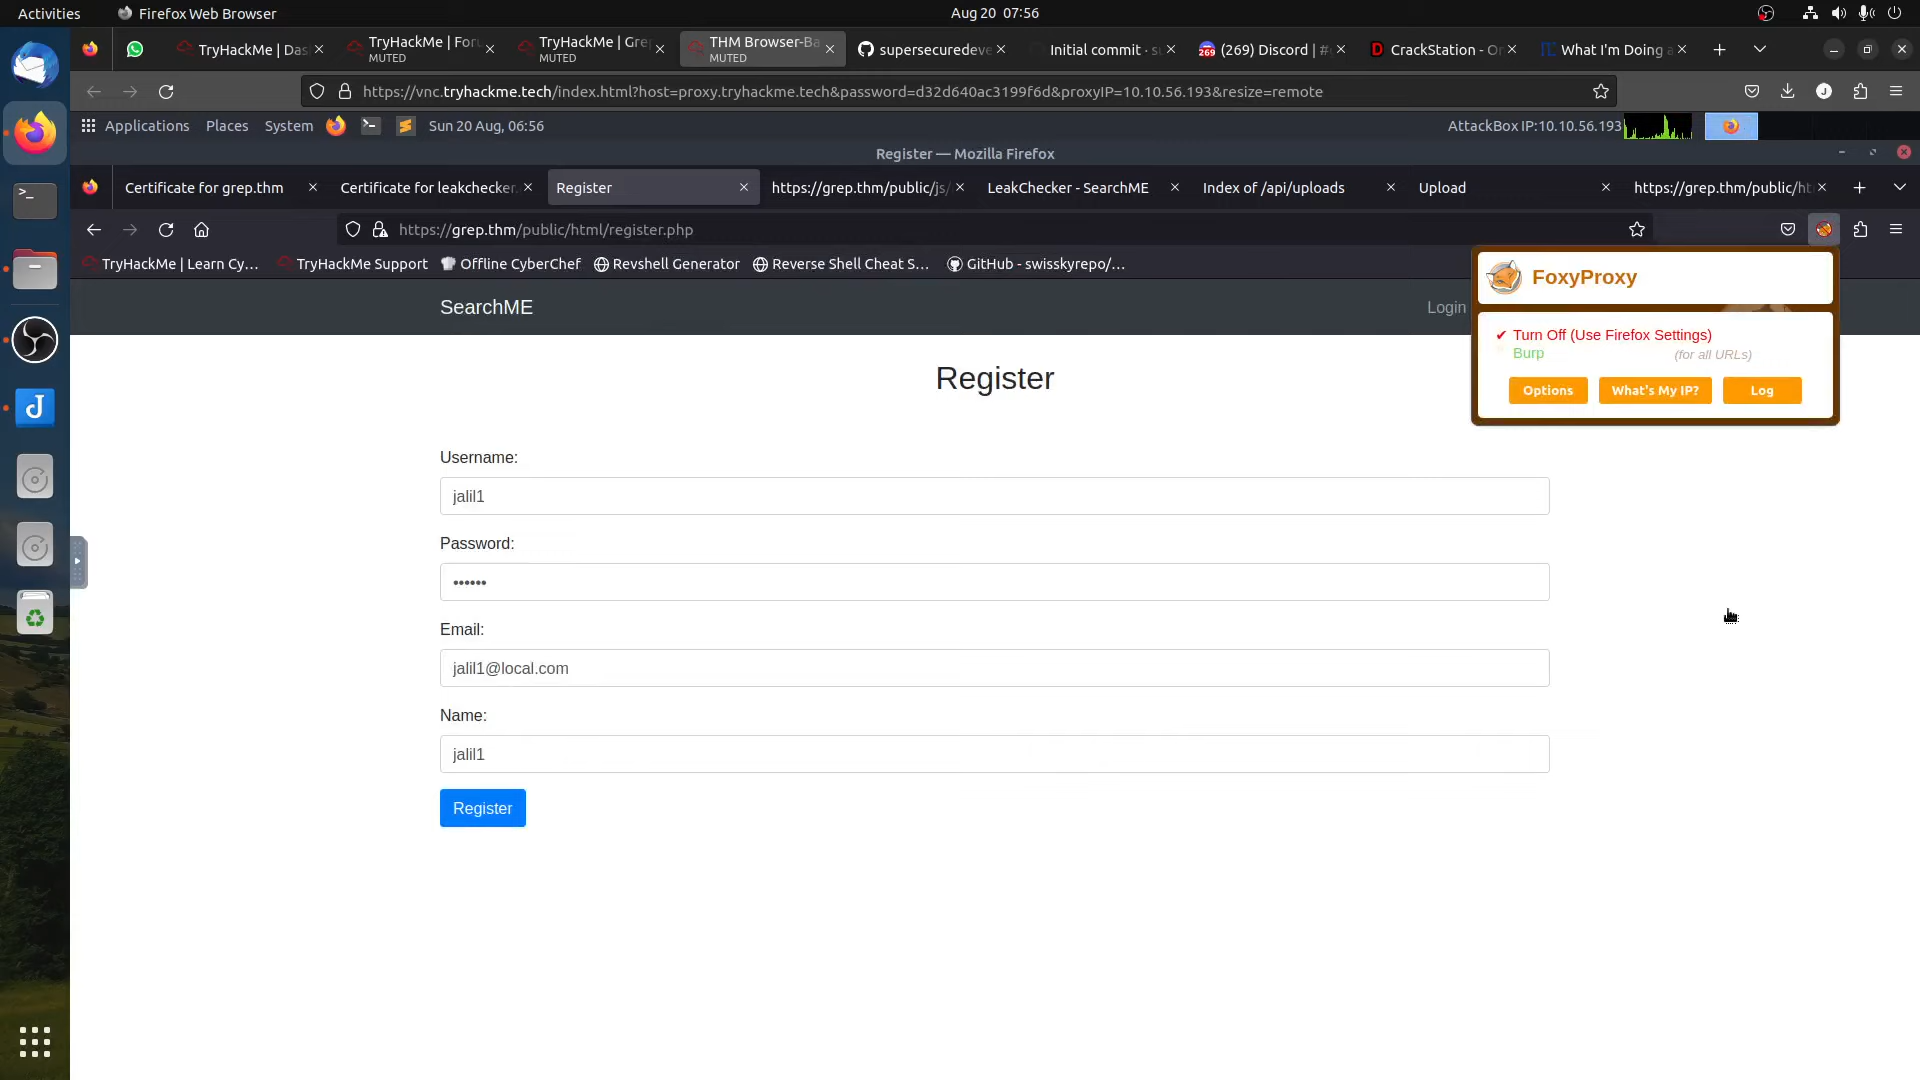 Activities
Firefox Web Browser
Aug 20 07:56
TryHackMe | Das
TryHackMe | Foru
MUTED
TryHackMe | Gre
MUTED
THM Browser-Ba
MUTED
supersecuredeve
Initial commit · su
(269) Discord | #
CrackStation - On
What I'm Doing a
https://vnc.tryhackme.tech/index.html?host=proxy.tryhackme.tech&password=d32d640ac3199f6d&proxyIP=10.10.56.193&resize=remote
Applications
Places
System
Sun 20 Aug, 06:56
AttackBox IP:10.10.56.193
Register — Mozilla Firefox
Certificate for grep.thm
Certificate for leakchecker.
Register
https://grep.thm/public/js/
LeakChecker - SearchME
Index of /api/uploads
Upload
https://grep.thm/public/ht
https://grep.thm/public/html/register.php
TryHackMe | Learn Cy...
TryHackMe Support
Offline CyberChef
Revshell Generator
Reverse Shell Cheat S...
GitHub - swisskyrepo/...
SearchME
Login
FoxyProxy
✔ Turn Off (Use Firefox Settings)
Burp
(for all URLs)
Options
What's My IP?
Log
Register
Username:
jalil1
Password:
••••••
Email:
jalil1@local.com
Name:
jalil1
Register